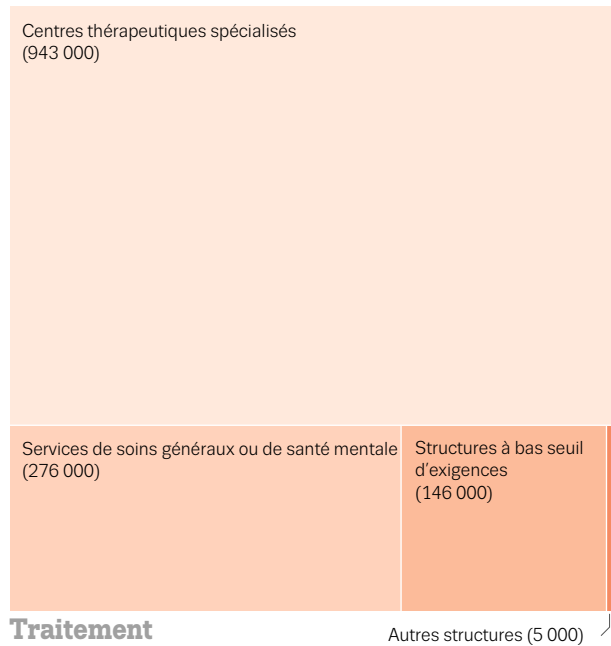 Centres thérapeutiques spécialisés
(943 000)
Services de soins généraux ou de santé mentale
(276 000)
Structures à bas seuil
d'exigences
(146 000)
Traitement
Autres structures (5 000)